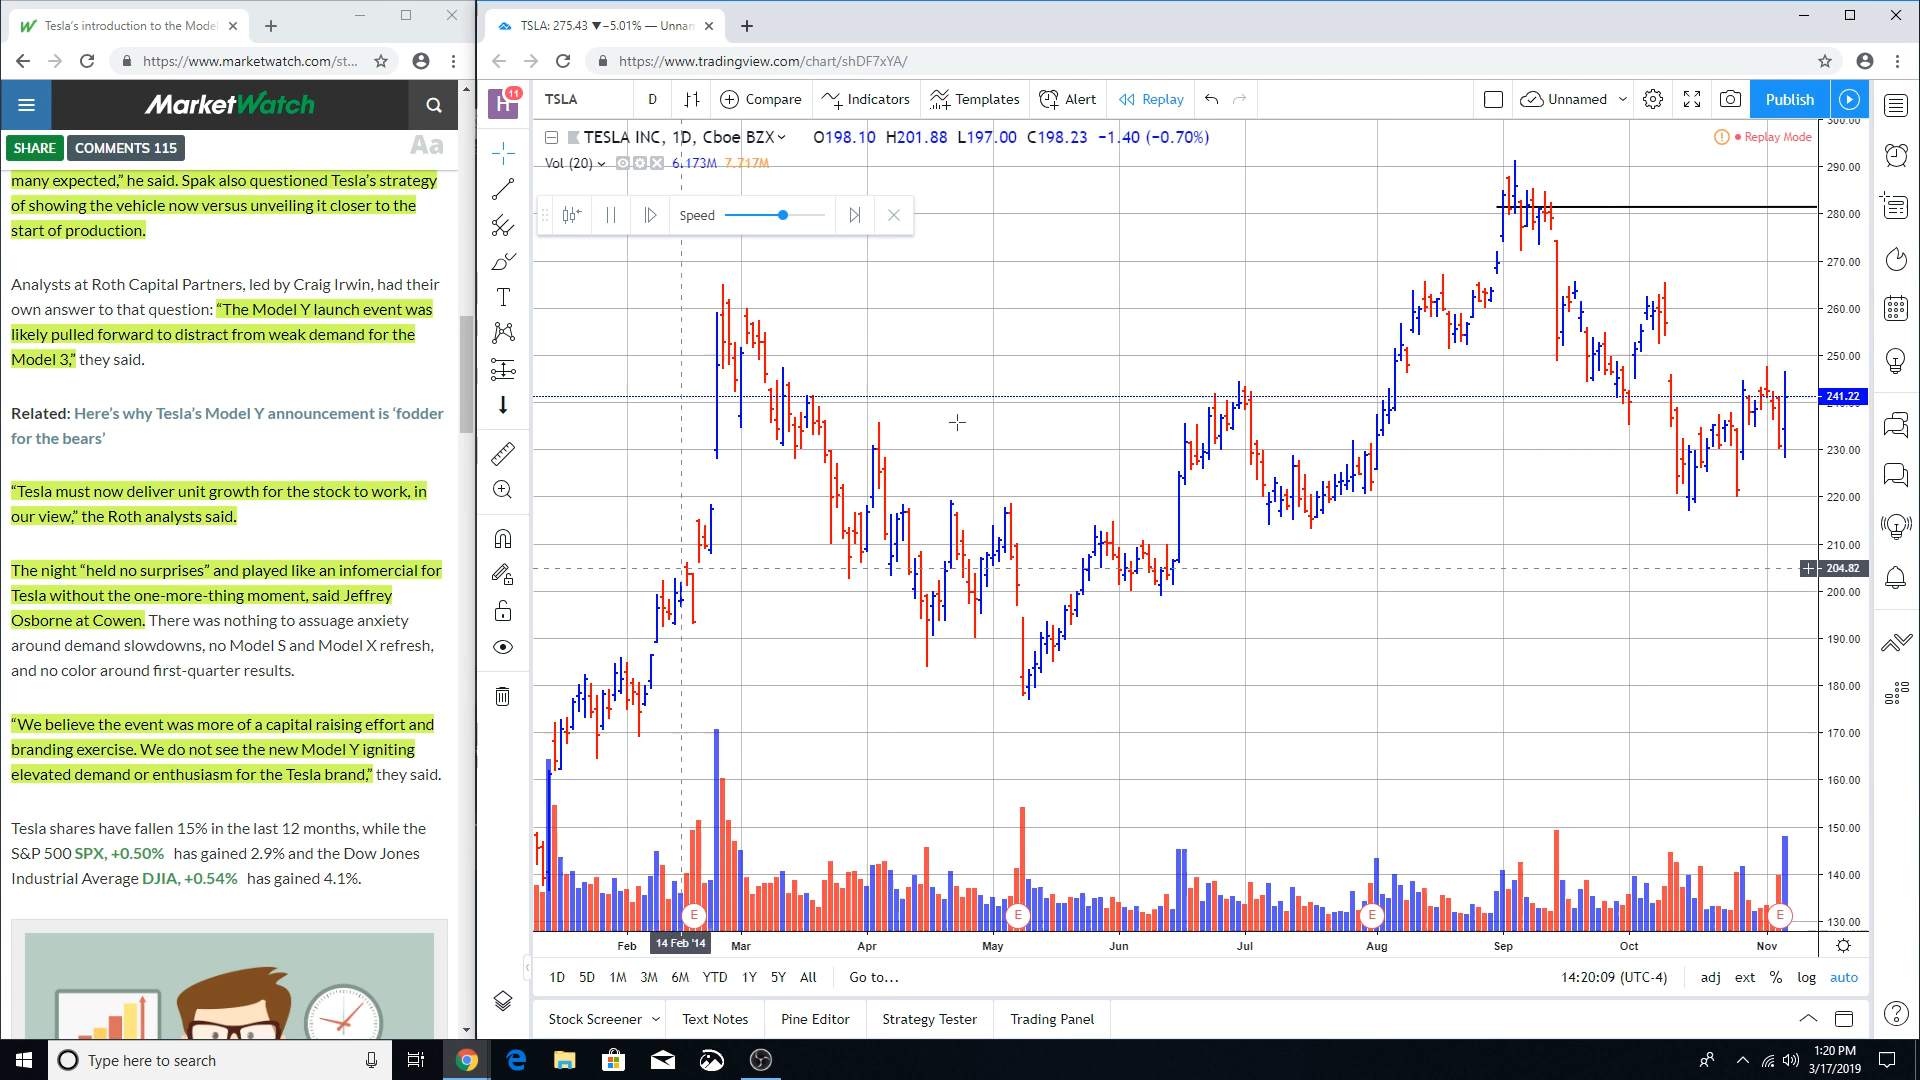 Tesla's introduction to the Model
https://www.marketwatch.com/st...
MarketWatch
SHARE
COMMENTS 115
Aa
many expected,” he said. Spak also questioned Tesla’s strategy
of showing the vehicle now versus unveiling it closer to the
start of production.
Analysts at Roth Capital Partners, led by Craig Irwin, had their
own answer to that question: “The Model Y launch event was
likely pulled forward to distract from weak demand for the
Model 3,” they said.
Related: Here’s why Tesla’s Model Y announcement is ‘fodder
for the bears’
“Tesla must now deliver unit growth for the stock to work, in
our view,” the Roth analysts said.
The night “held no surprises” and played like an infomercial for
Tesla without the one-more-thing moment, said Jeffrey
Osborne at Cowen. There was nothing to assuage anxiety
around demand slowdowns, no Model S and Model X refresh,
and no color around first-quarter results.
“We believe the event was more of a capital raising effort and
branding exercise. We do not see the new Model Y igniting
elevated demand or enthusiasm for the Tesla brand,” they said.
Tesla shares have fallen 15% in the last 12 months, while the
S&P 500 SPX, +0.50% has gained 2.9% and the Dow Jones
Industrial Average DJIA, +0.54% has gained 4.1%.
TSLA: 275.43 ▼−5.01% — Unnam
https://www.tradingview.com/chart/shDF7xYA/
H
11
TSLA
D
Compare
Indicators
Templates
Alert
Replay
Unnamed
Publish
TESLA INC, 1D, Cboe BZX
O198.10 H201.88 L197.00 C198.23 −1.40 (−0.70%)
Replay Mode
Vol (20)
6.173M 7.717M
Speed
T
300.00
290.00
280.00
270.00
260.00
250.00
241.22
240.00
230.00
220.00
210.00
204.82
200.00
190.00
180.00
170.00
160.00
150.00
140.00
130.00
E
E
E
E
Feb
14 Feb '14
Mar
Apr
May
Jun
Jul
Aug
Sep
Oct
Nov
1D 5D 1M 3M 6M YTD 1Y 5Y All
Go to...
14:20:09 (UTC-4)
adj ext % log auto
Stock Screener
Text Notes
Pine Editor
Strategy Tester
Trading Panel
Type here to search
1:20 PM
3/17/2019